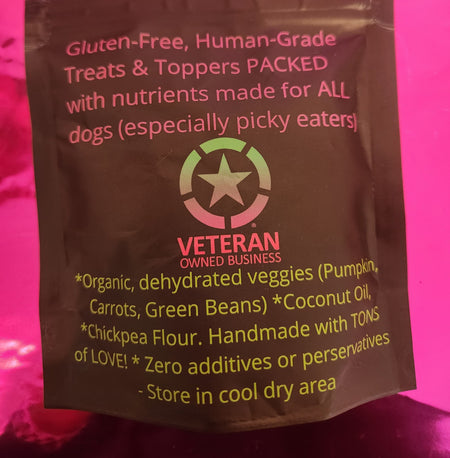 Gluten-Free, Human-Grade
Treats & Toppers PACKED
with nutrients made for ALL
dogs (especially picky eaters)
VETERAN
OWNED BUSINESS
*Organic, dehydrated veggies (Pumpkin,
Carrots, Green Beans) *Coconut Oil,
*Chickpea Flour. Handmade with TONS
of LOVE! * Zero additives or perservatives
- Store in cool dry area